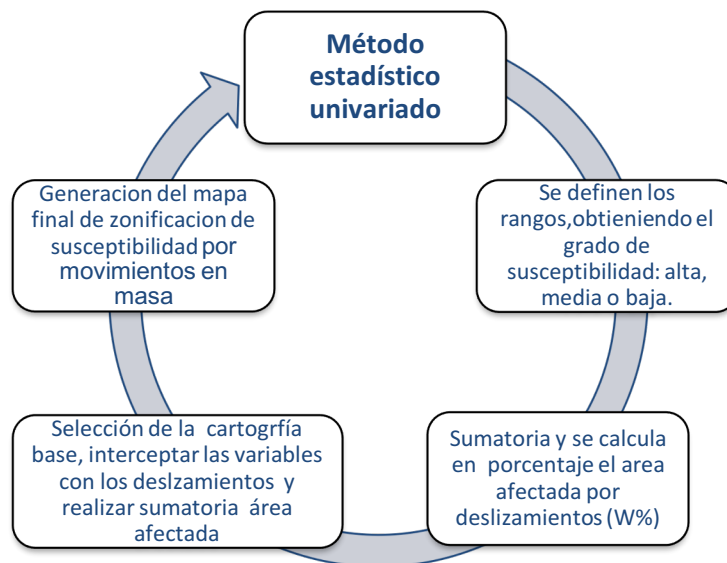 Método
estadístico
univariado
Se definen los
rangos,obtieniendo el
grado de
susceptibilidad: alta,
media o baja.
Sumatoria y se calcula
en porcentaje el area
afectada por
deslizamientos (W%)
Selección de la cartogrfía
base, interceptar las variables
con los deslzamientos y
realizar sumatoria área
afectada
Generacion del mapa
final de zonificacion de
susceptibilidad por
movimientos en
masa